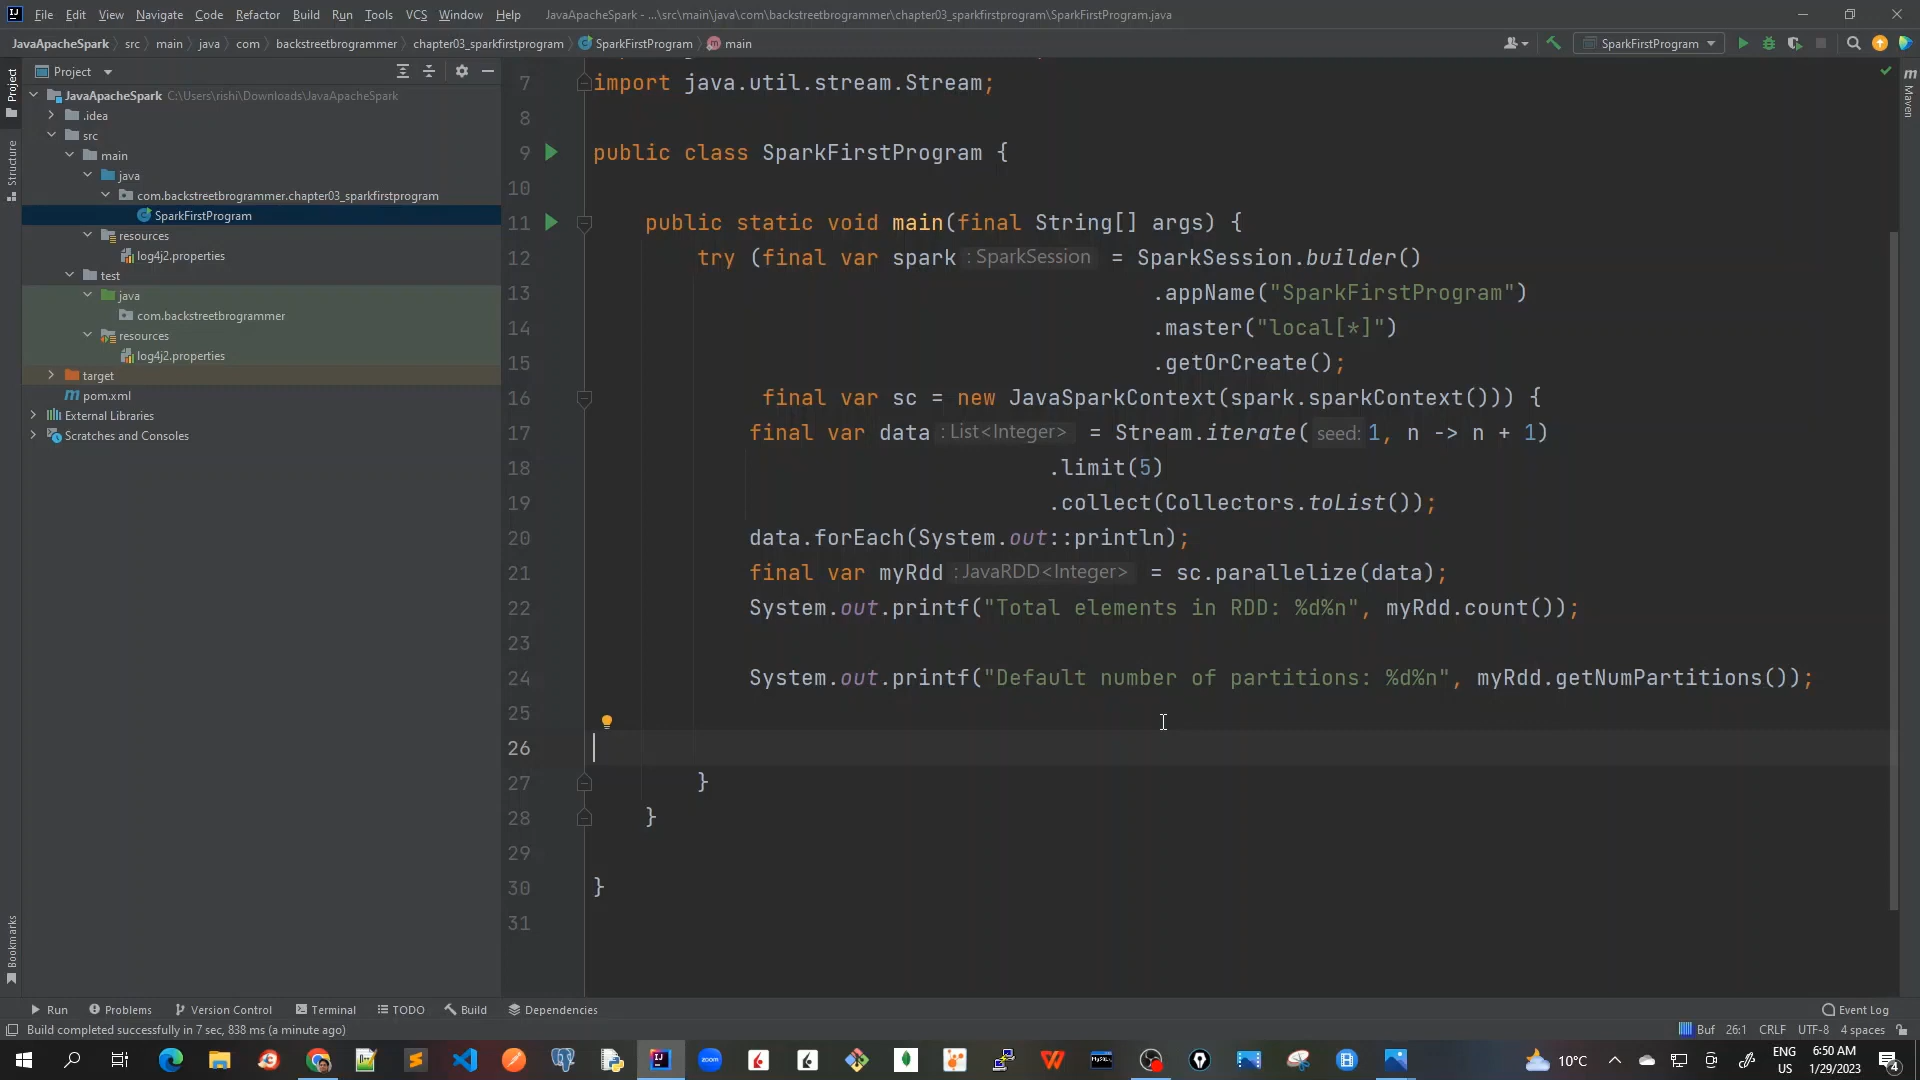 File Edit View Navigate Code Refactor Build Run Tools VCS Window Help JavaApacheSpark - ...\src\main\java\com\backstreetbrogrammer\chapter03_sparkfirstprogram\SparkFirstProgram.java
JavaApacheSpark src main java com backstreetbrogrammer chapter03_sparkfirstprogram SparkFirstProgram main SparkFirstProgram
Project
Project
Structure
Bookmarks
JavaApacheSpark C:\Users\rishi\Downloads\JavaApacheSpark
.idea
src
main
java
com.backstreetbrogrammer.chapter03_sparkfirstprogram
SparkFirstProgram
resources
log4j2.properties
test
java
com.backstreetbrogrammer
resources
log4j2.properties
target
pom.xml
External Libraries
Scratches and Consoles
7 import java.util.stream.Stream;
8
9 public class SparkFirstProgram {
10
11 public static void main(final String[] args) {
12 try (final var spark : SparkSession = SparkSession.builder()
13 .appName("SparkFirstProgram")
14 .master("local[*]")
15 .getOrCreate();
16 final var sc = new JavaSparkContext(spark.sparkContext())) {
17 final var data : List<Integer> = Stream.iterate( seed: 1, n -> n + 1)
18 .limit(5)
19 .collect(Collectors.toList());
20 data.forEach(System.out::println);
21 final var myRdd : JavaRDD<Integer> = sc.parallelize(data);
22 System.out.printf("Total elements in RDD: %d%n", myRdd.count());
23
24 System.out.printf("Default number of partitions: %d%n", myRdd.getNumPartitions());
25
26
27 }
28 }
29
30 }
31
Maven
Run Problems Version Control Terminal TODO Build Dependencies Event Log
Build completed successfully in 7 sec, 838 ms (a minute ago) Buf 26:1 CRLF UTF-8 4 spaces
10°C ENG US 6:50 AM 1/29/2023 4